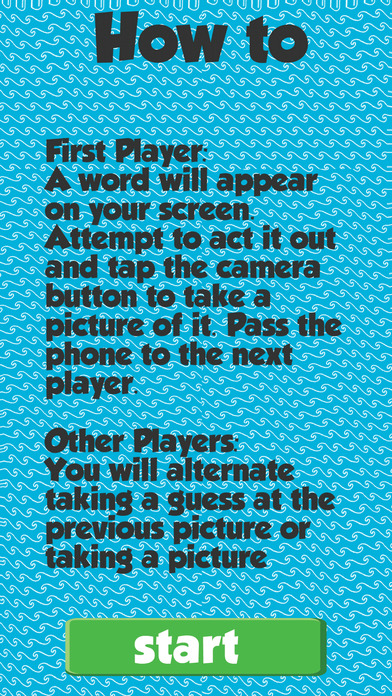 How to
First Player:
A word will appear
on your screen.
Attempt to act it out
and tap the camera
button to take a
picture of it. Pass the
phone to the next
player.
Other Players:
You will alternate
taking a guess at the
previous picture or
taking a picture
start